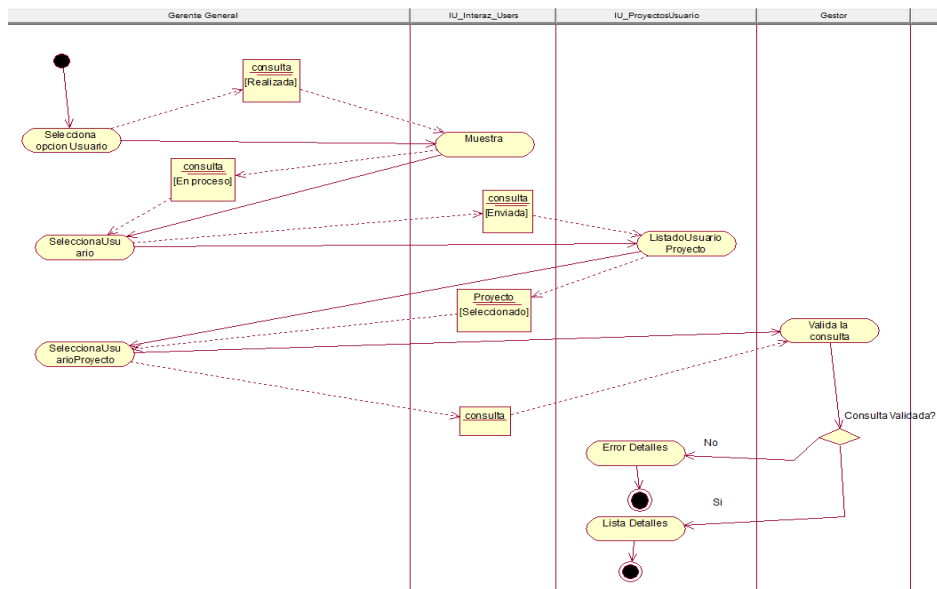 Gerente General
IU_Interaz_Users
IU_ProyectosUsuario
Gestor
consulta
[Realizada]
Selecciona
opcion Usuario
Muestra
consulta
[En proceso]
consulta
[Enviada]
SeleccionaUsu
ario
ListadoUsuario
Proyecto
Proyecto
[Seleccionado]
Valida la
consulta
SeleccionaUsu
arioProyecto
consulta
Consulta Validada?
No
Error Detalles
Si
Lista Detalles